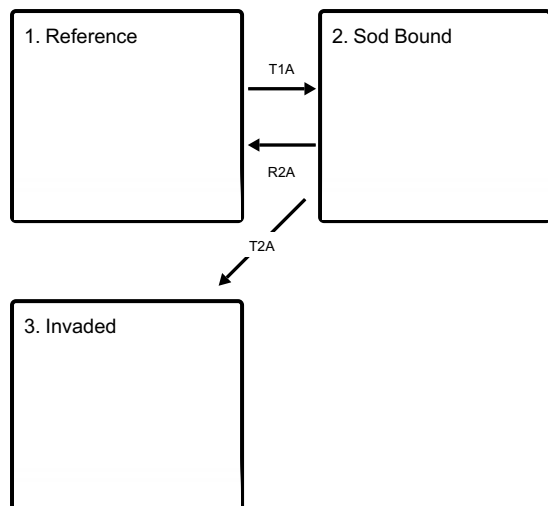 1. Reference
2. Sod Bound
T1A
R2A
T2A
3. Invaded